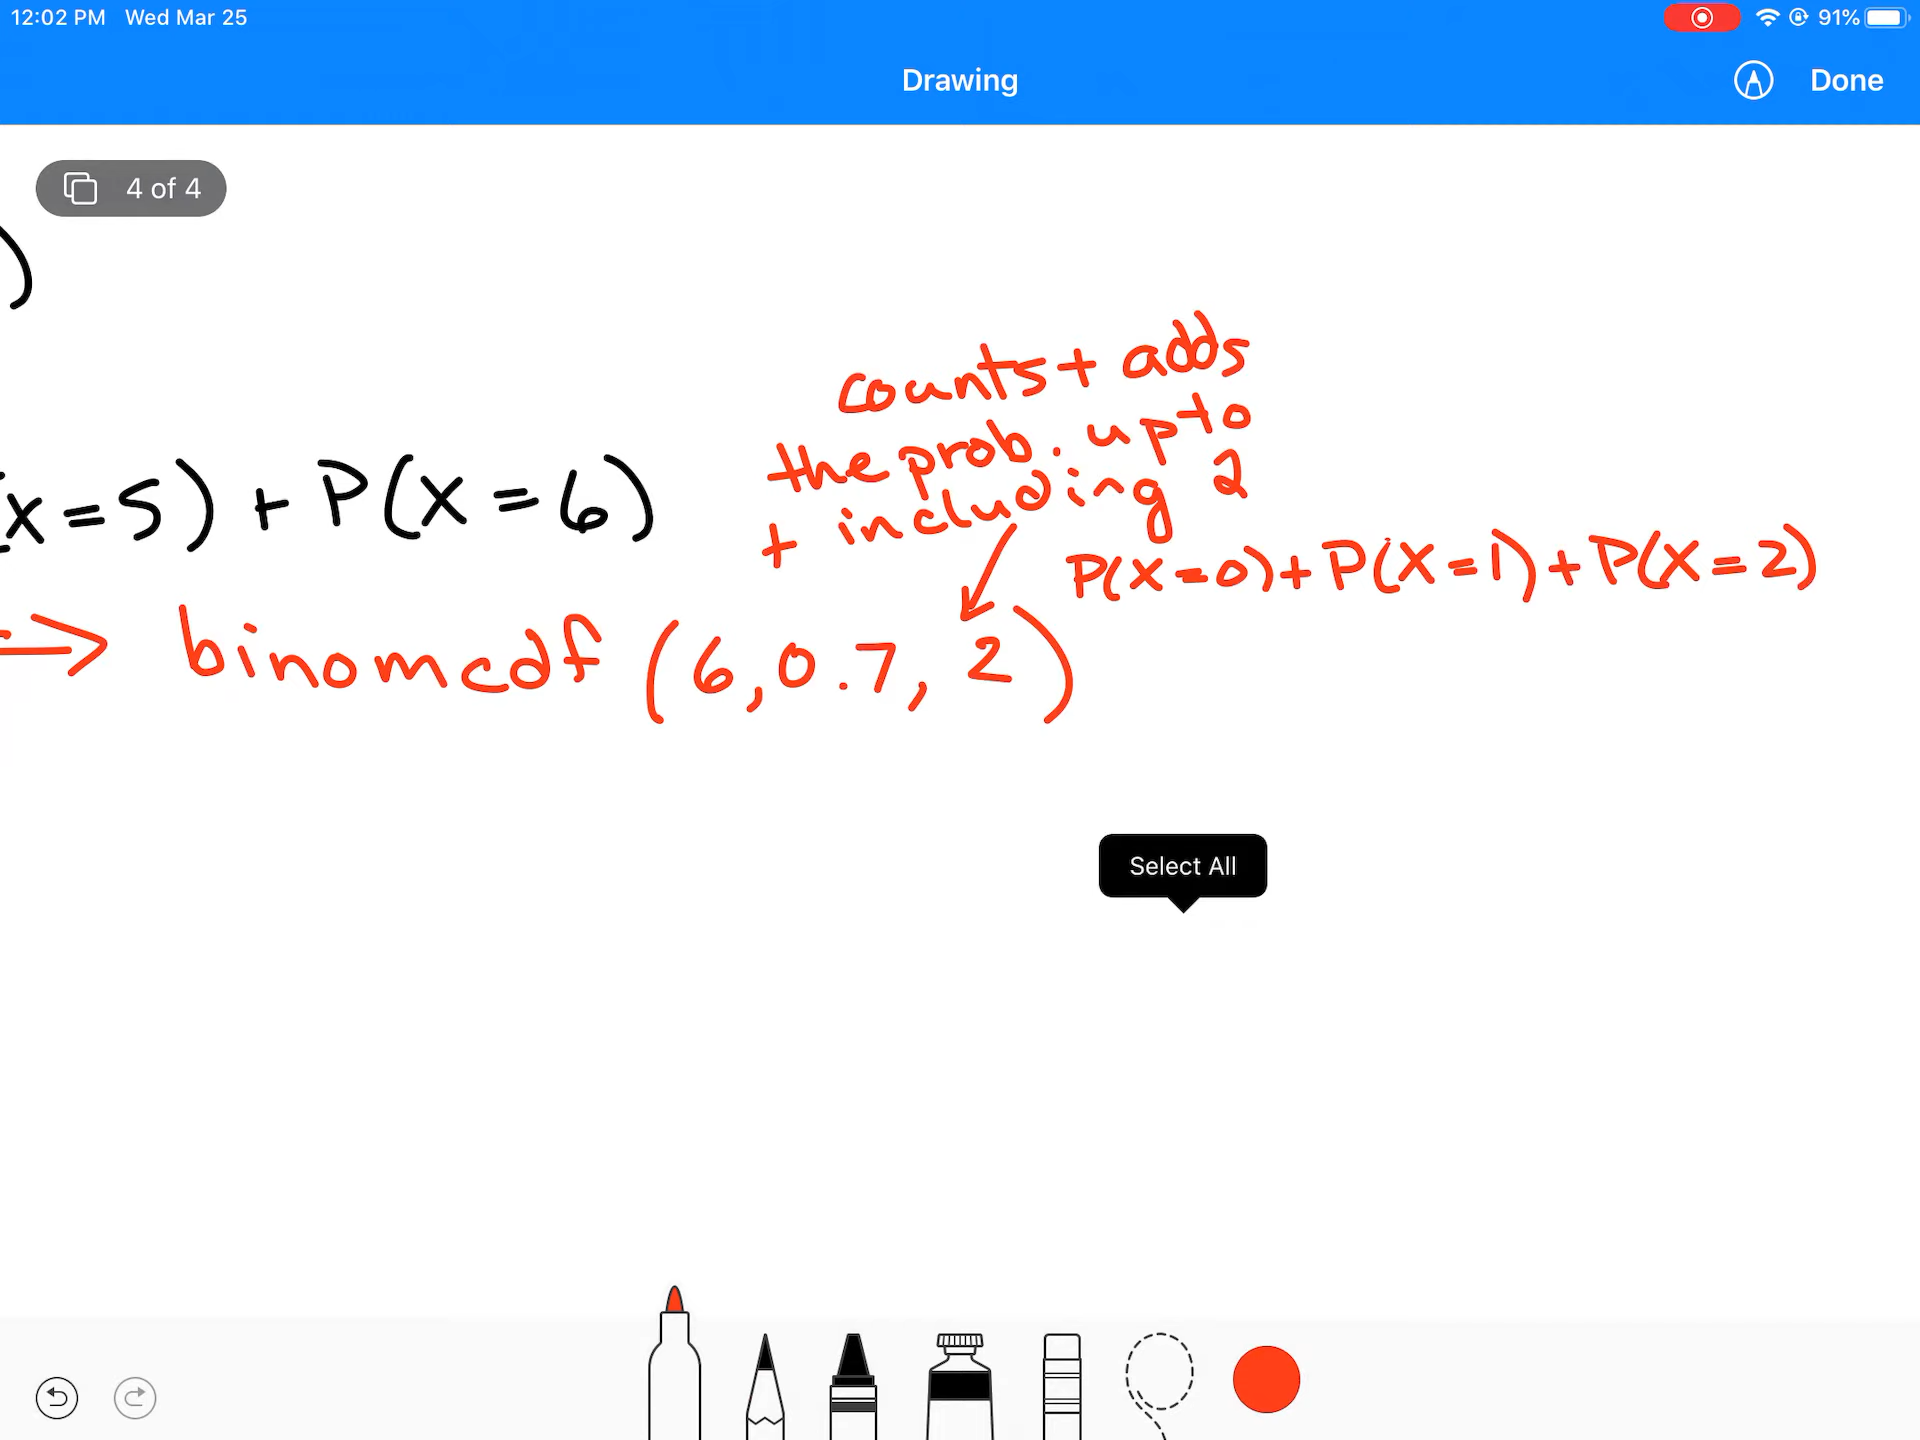 12:02 PM Wed Mar 25 91%
Drawing Done
4 of 4
)
counts + adds
the prob. up to
+ including 2
(x=5) + P(X=6)
P(X=0)+P(X=1)+P(X=2)
binomcdf (6,0.7, 2)
Select All